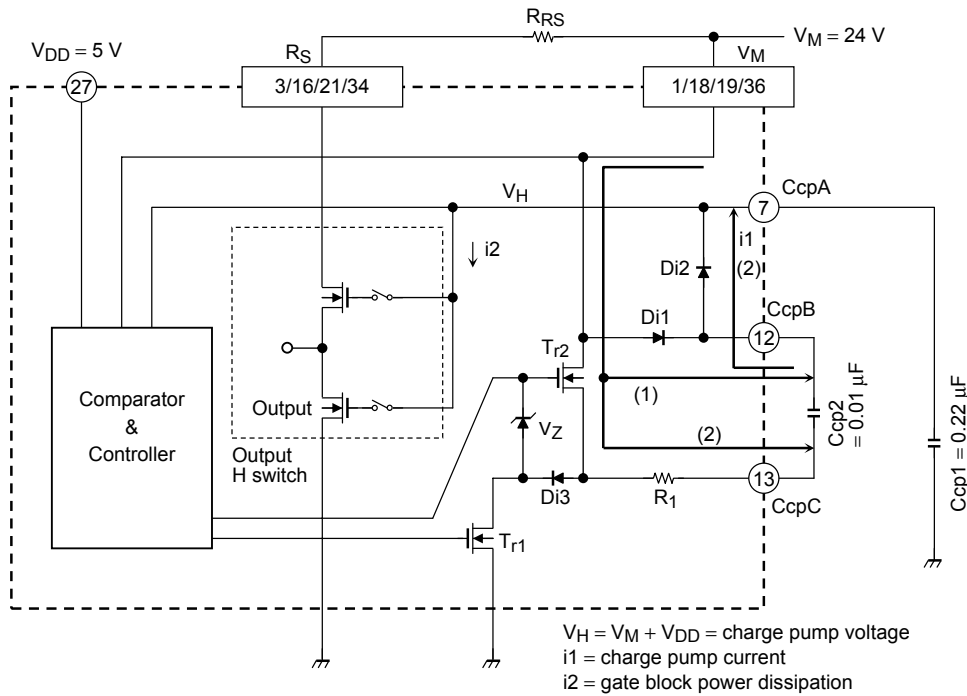 R_RS
V_DD = 5 V
R_S
V_M
V_M = 24 V
27
3/16/21/34
1/18/19/36
V_H
CcpA
7
i1
(2)
i2
Di2
CcpB
Di1
12
T_r2
(1)
Ccp2 = 0.01 µF
Ccp1 = 0.22 µF
Comparator
&
Controller
Output
V_Z
(2)
Output
H switch
Di3
R_1
13
CcpC
T_r1
V_H = V_M + V_DD = charge pump voltage
i1 = charge pump current
i2 = gate block power dissipation